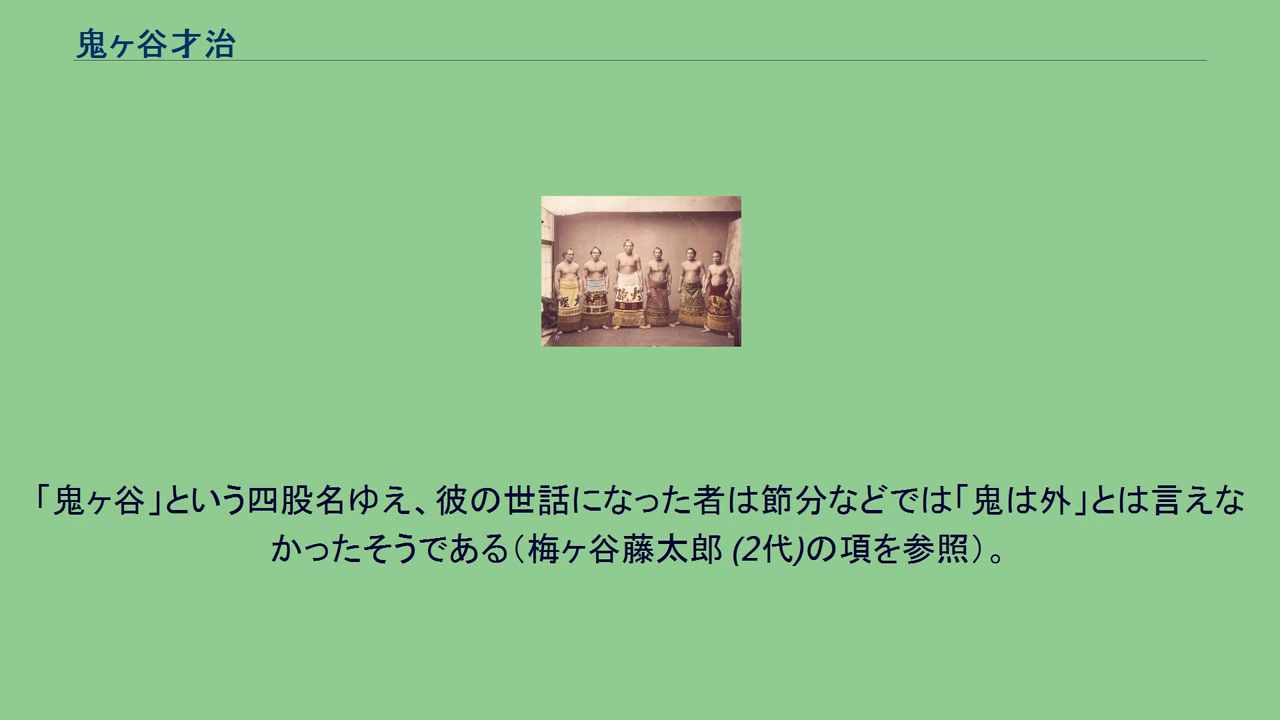 鬼ヶ谷才治
「鬼ヶ谷」という四股名ゆえ、彼の世話になった者は節分などでは「鬼は外」とは言えな
かったそうである（梅ヶ谷藤太郎 (2代)の項を参照）。